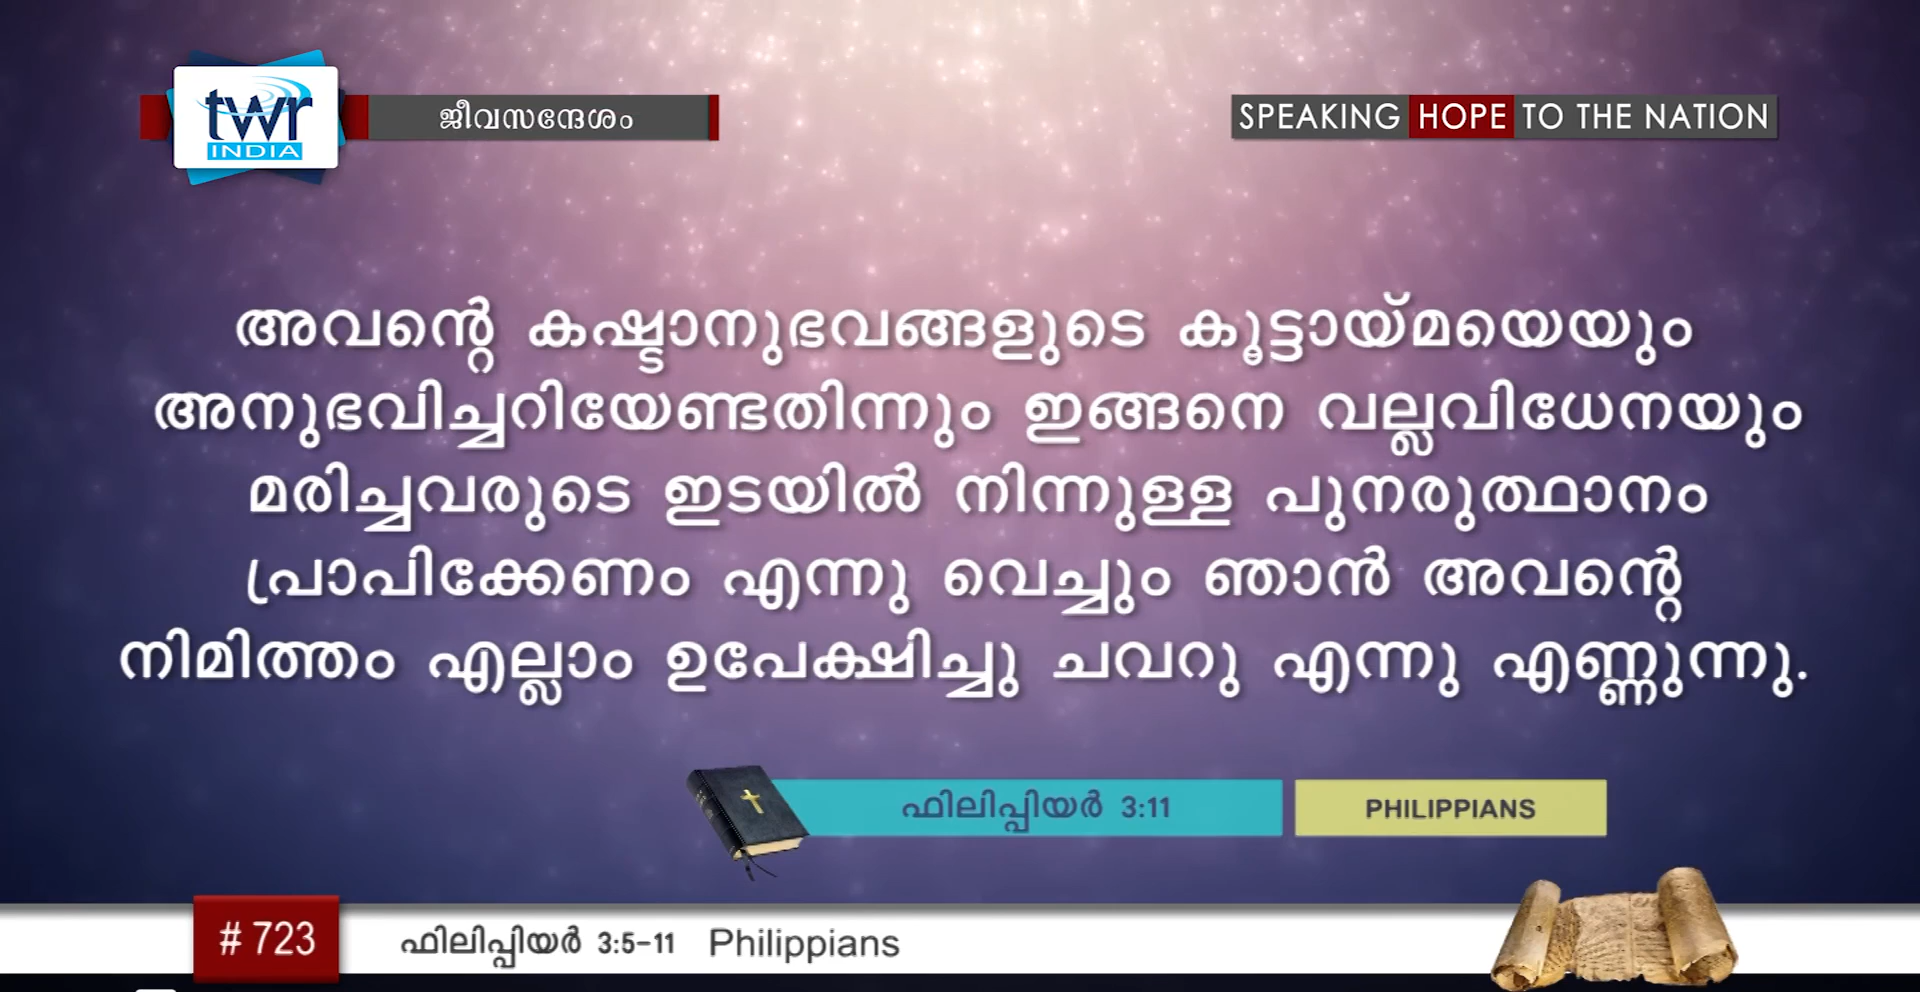 twr
INDIA
ജീവസന്ദേശം
SPEAKING HOPE TO THE NATION
അവന്റെ കഷ്ടാനുഭവങ്ങളുടെ കൂട്ടായ്മയെയും
അനുഭവിച്ചറിയേണ്ടതിന്നും ഇങ്ങനെ വല്ലവിധേനയും
മരിച്ചവരുടെ ഇടയിൽ നിന്നുള്ള പുനരുത്ഥാനം
പ്രാപിക്കേണം എന്നു വെച്ചും ഞാൻ അവന്റെ
നിമിത്തം എല്ലാം ഉപേക്ഷിച്ചു ചവറു എന്നു എണ്ണുന്നു.
ഫിലിപ്പിയർ 3:11
PHILIPPIANS
# 723
ഫിലിപ്പിയർ 3:5-11 Philippians